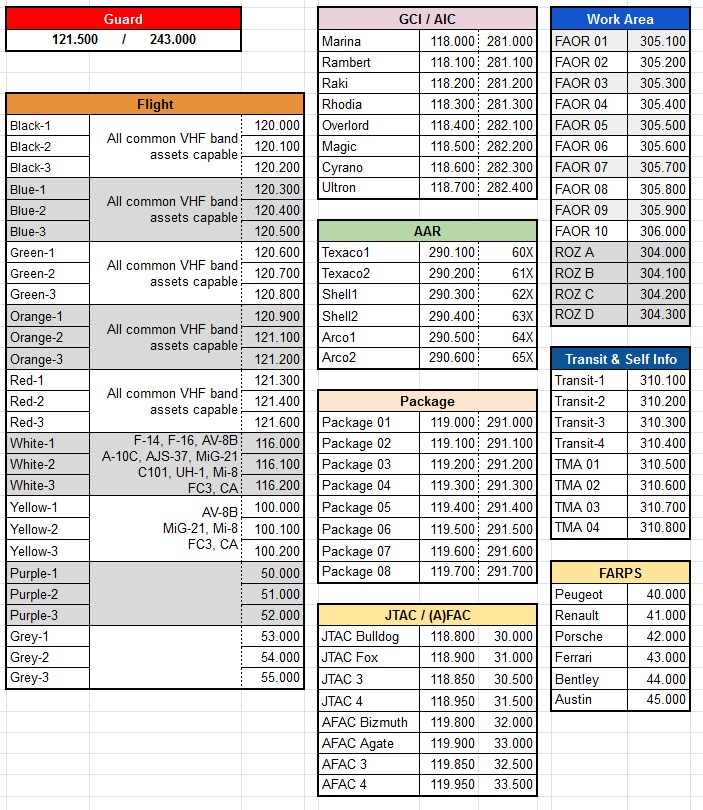 Guard
121.500 / 243.000
Flight
Black-1 120.000
Black-2 All common VHF band assets capable 120.100
Black-3 120.200
Blue-1 120.300
Blue-2 All common VHF band assets capable 120.400
Blue-3 120.500
Green-1 120.600
Green-2 All common VHF band assets capable 120.700
Green-3 120.800
Orange-1 120.900
Orange-2 All common VHF band assets capable 121.100
Orange-3 121.200
Red-1 121.300
Red-2 All common VHF band assets capable 121.400
Red-3 121.600
White-1 F-14, F-16, AV-8B 116.000
White-2 A-10C, AJS-37, MiG-21 116.100
C101, UH-1, Mi-8
White-3 FC3, CA 116.200
Yellow-1 AV-8B 100.000
Yellow-2 MiG-21, Mi-8 100.100
Yellow-3 FC3, CA 100.200
Purple-1 50.000
Purple-2 51.000
Purple-3 52.000
Grey-1 53.000
Grey-2 54.000
Grey-3 55.000
GCI / AIC
Marina 118.000 281.000
Rambert 118.100 281.100
Raki 118.200 281.200
Rhodia 118.300 281.300
Overlord 118.400 282.100
Magic 118.500 282.200
Cyrano 118.600 282.300
Ultron 118.700 282.400
AAR
Texaco1 290.100 60X
Texaco2 290.200 61X
Shell1 290.300 62X
Shell2 290.400 63X
Arco1 290.500 64X
Arco2 290.600 65X
Package
Package 01 119.000 291.000
Package 02 119.100 291.100
Package 03 119.200 291.200
Package 04 119.300 291.300
Package 05 119.400 291.400
Package 06 119.500 291.500
Package 07 119.600 291.600
Package 08 119.700 291.700
JTAC / (A)FAC
JTAC Bulldog 118.800 30.000
JTAC Fox 118.900 31.000
JTAC 3 118.850 30.500
JTAC 4 118.950 31.500
AFAC Bizmuth 119.800 32.000
AFAC Agate 119.900 33.000
AFAC 3 119.850 32.500
AFAC 4 119.950 33.500
Work Area
FAOR 01 305.100
FAOR 02 305.200
FAOR 03 305.300
FAOR 04 305.400
FAOR 05 305.500
FAOR 06 305.600
FAOR 07 305.700
FAOR 08 305.800
FAOR 09 305.900
FAOR 10 306.000
ROZ A 304.000
ROZ B 304.100
ROZ C 304.200
ROZ D 304.300
Transit & Self Info
Transit-1 310.100
Transit-2 310.200
Transit-3 310.300
Transit-4 310.400
TMA 01 310.500
TMA 02 310.600
TMA 03 310.700
TMA 04 310.800
FARPS
Peugeot 40.000
Renault 41.000
Porsche 42.000
Ferrari 43.000
Bentley 44.000
Austin 45.000